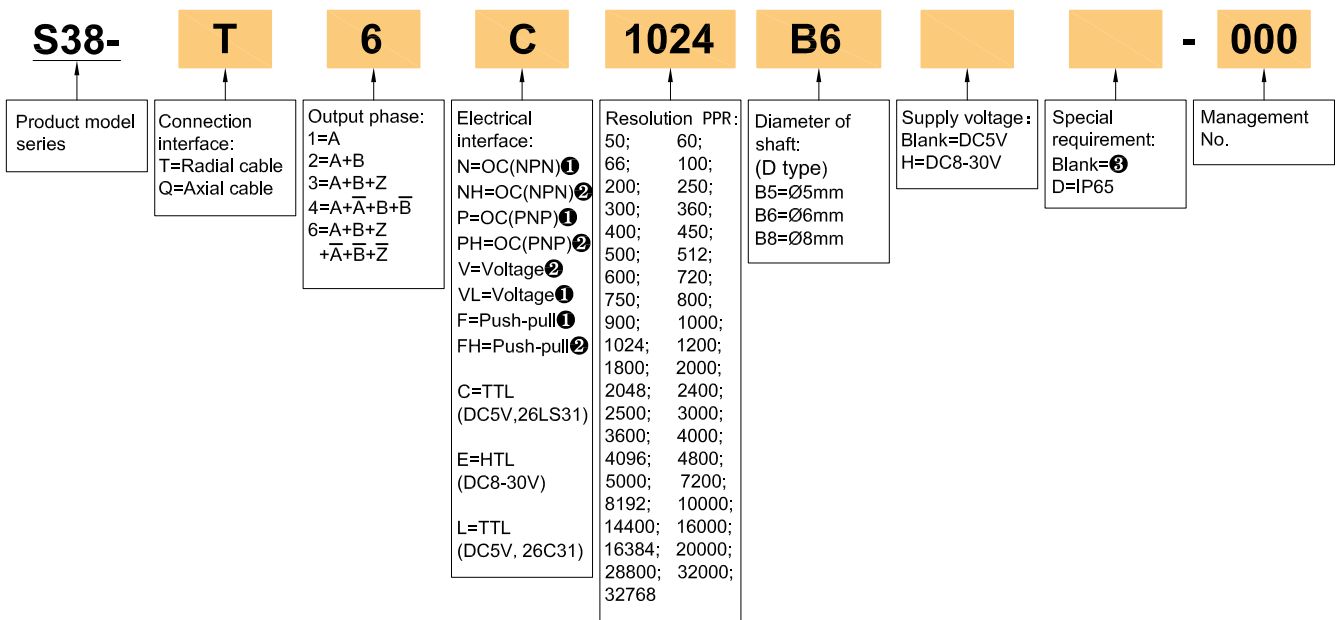 S38- T 6 C 1024 B6 - 000
Product model
series
Connection
interface:
T=Radial cable
Q=Axial cable
Output phase:
1=A
2=A+B
3=A+B+Z
4=A+A̅+B+B̅
6=A+B+Z
+A̅+B̅+Z̅
Electrical
interface:
N=OC(NPN)❶
NH=OC(NPN)❷
P=OC(PNP)❶
PH=OC(PNP)❷
V=Voltage❷
VL=Voltage❶
F=Push-pull❶
FH=Push-pull❷
C=TTL
(DC5V,26LS31)
E=HTL
(DC8-30V)
L=TTL
(DC5V, 26C31)
Resolution PPR:
50; 60;
66; 100;
200; 250;
300; 360;
400; 450;
500; 512;
600; 720;
750; 800;
900; 1000;
1024; 1200;
1800; 2000;
2048; 2400;
2500; 3000;
3600; 4000;
4096; 4800;
5000; 7200;
8192; 10000;
14400; 16000;
16384; 20000;
28800; 32000;
32768
Diameter of
shaft:
(D type)
B5=Ø5mm
B6=Ø6mm
B8=Ø8mm
Supply voltage:
Blank=DC5V
H=DC8-30V
Special
requirement:
Blank=❸
D=IP65
Management
No.